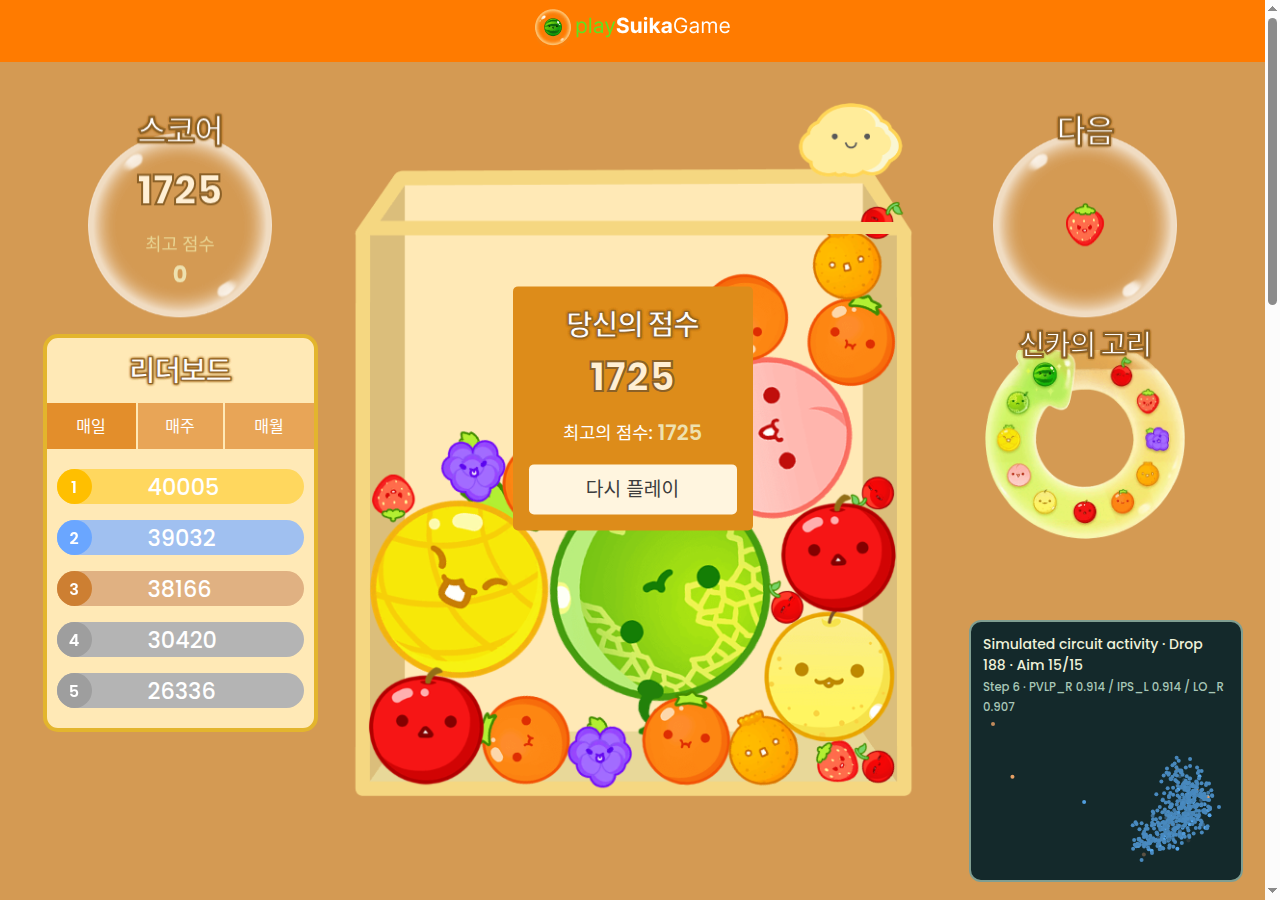 playSuikaGame
스코어
1725
최고 점수
0
리더보드
매일
매주
매월
1 40005
2 39032
3 38166
4 30420
5 26336
당신의 점수
1725
최고의 점수: 1725
다시 플레이
다음
신카의 고리
Simulated circuit activity · Drop
188 · Aim 15/15
Step 6 · PVLP_R 0.914 / IPS_L 0.914 / LO_R
0.907